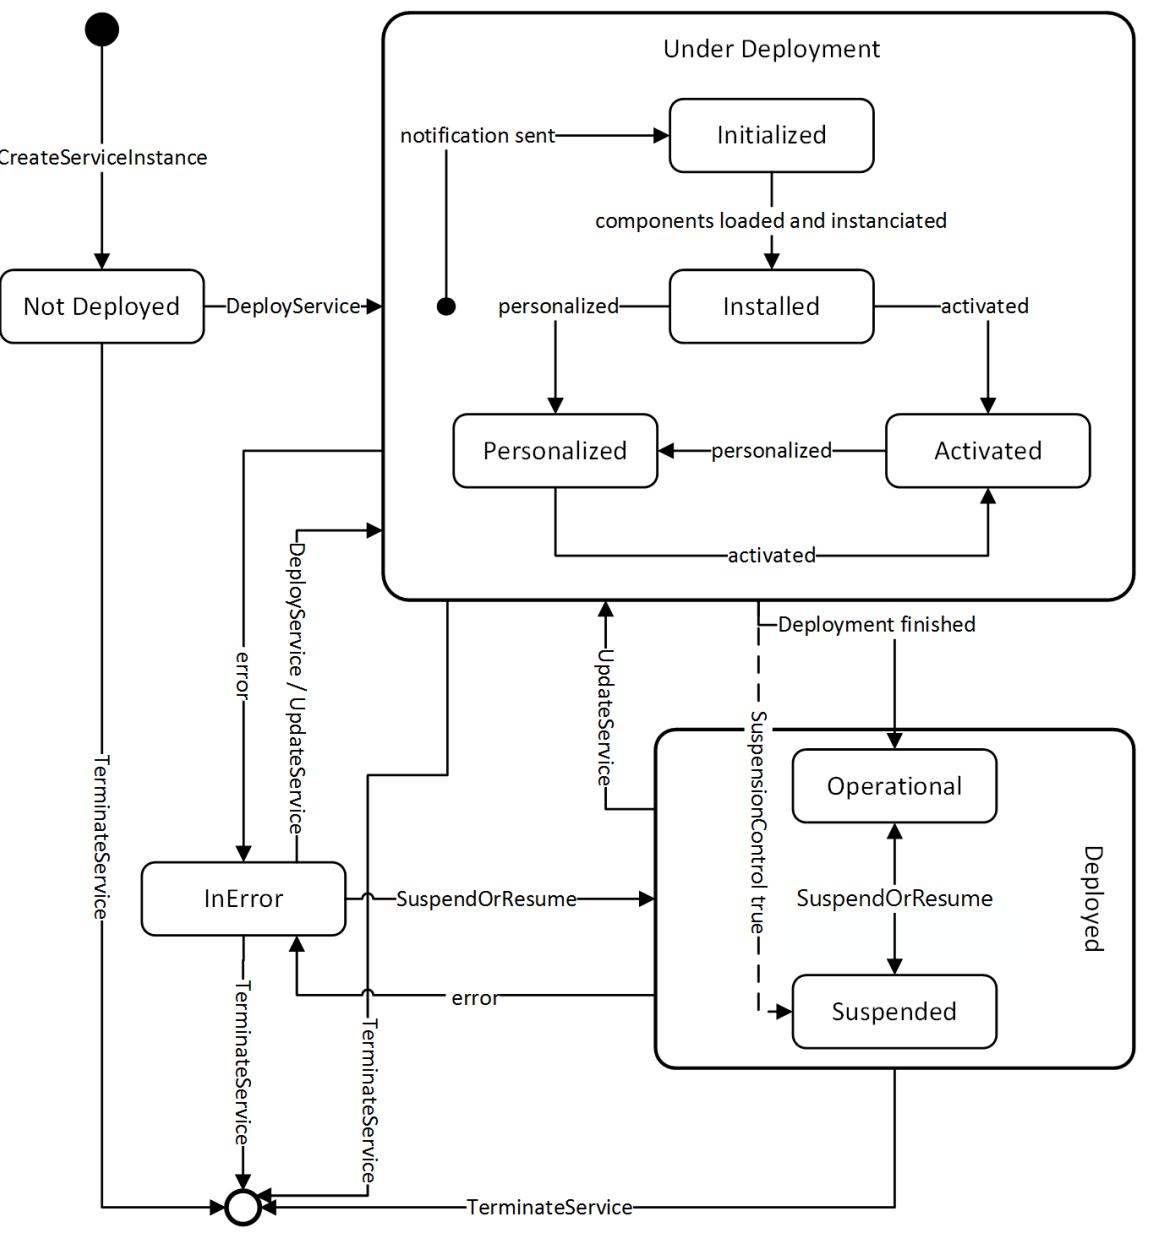 Under Deployment
notification sent
Initialized
CreateServiceInstance
components loaded and instanciated
Not Deployed
DeployService
personalized
Installed
activated
Personalized
personalized
Activated
activated
DeployService / UpdateService
error
Deployment finished
UpdateService
SuspensionControl true
Operational
TerminateService
InError
SuspendOrResume
SuspendOrResume
Deployed
error
Suspended
TerminateService
TerminateService
TerminateService